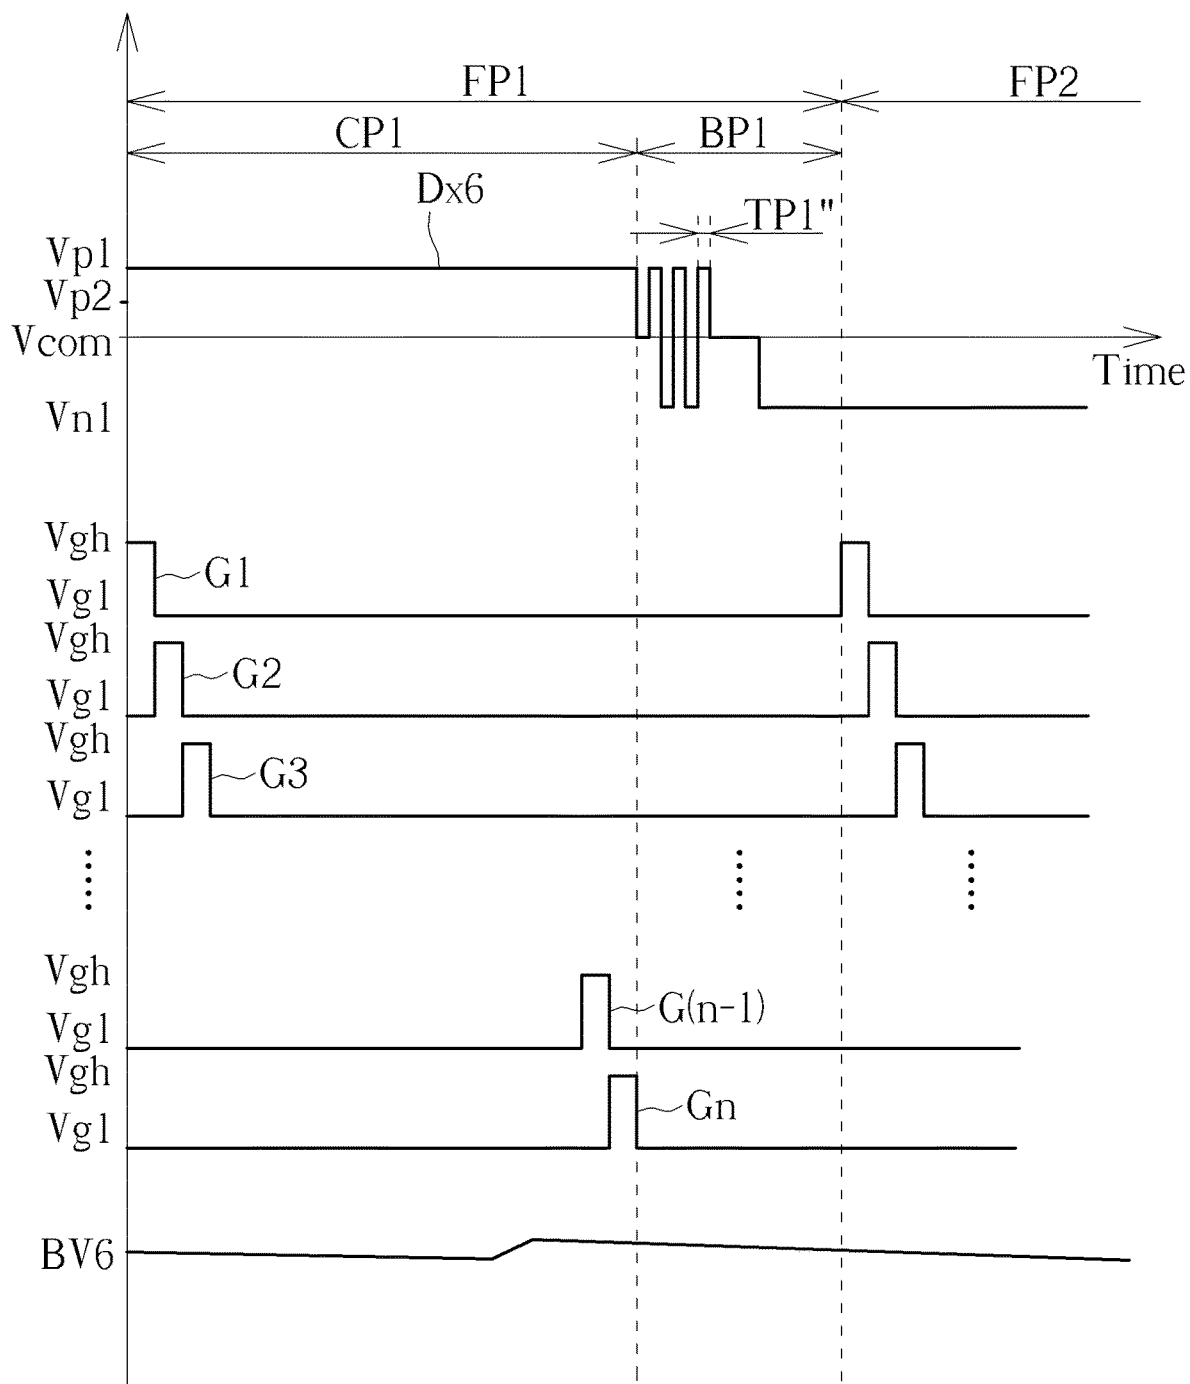 FP1 FP2
CP1 BP1
Dx6 TP1"
Vp1
Vp2
Vcom
Time
Vn1
Vgh
G1
Vg1
Vgh
G2
Vg1
Vgh
G3
Vg1
Vgh
G(n-1)
Vg1
Vgh
Gn
Vg1
BV6